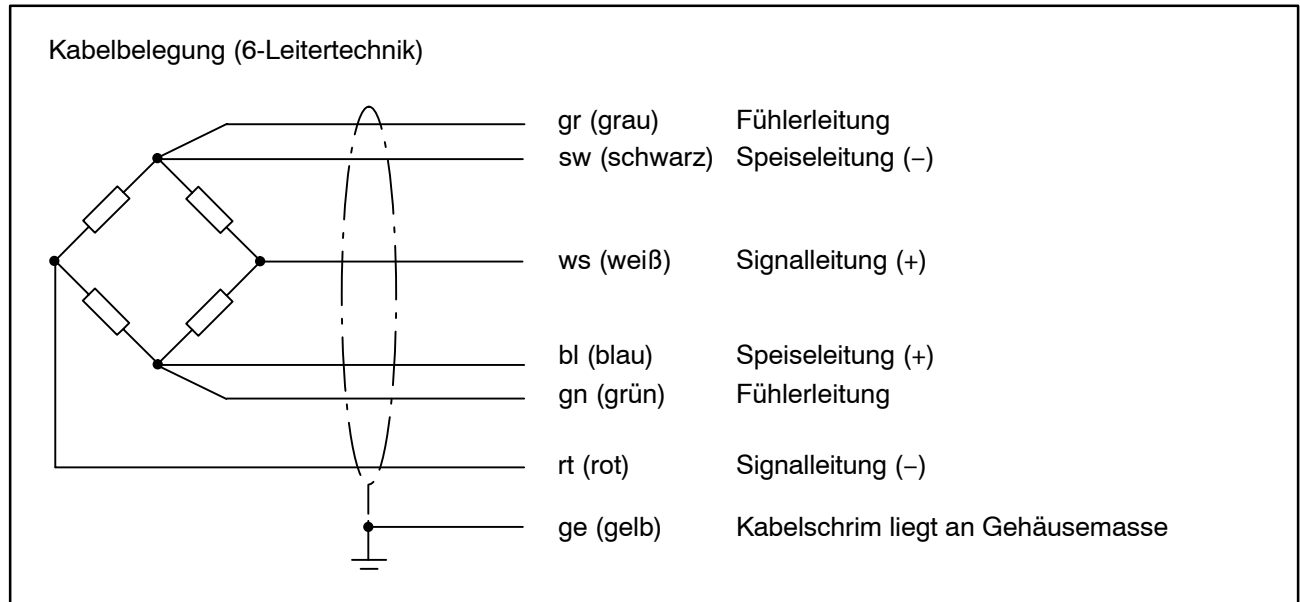 Kabelbelegung (6-Leitertechnik)
gr (grau) Fühlerleitung
sw (schwarz) Speiseleitung (−)
ws (weiß) Signalleitung (+)
bl (blau) Speiseleitung (+)
gn (grün) Fühlerleitung
rt (rot) Signalleitung (−)
ge (gelb) Kabelschrim liegt an Gehäusemasse